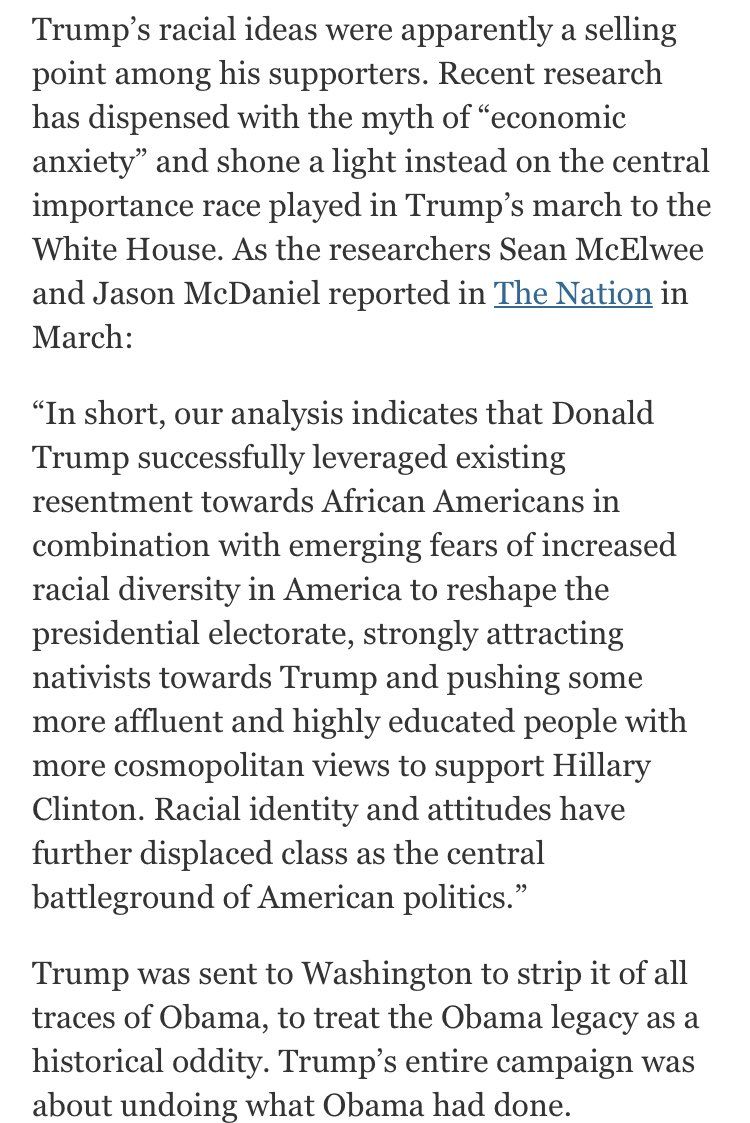 Trump’s racial ideas were apparently a selling
point among his supporters. Recent research
has dispensed with the myth of “economic
anxiety” and shone a light instead on the central
importance race played in Trump’s march to the
White House. As the researchers Sean McElwee
and Jason McDaniel reported in The Nation in
March:
“In short, our analysis indicates that Donald
Trump successfully leveraged existing
resentment towards African Americans in
combination with emerging fears of increased
racial diversity in America to reshape the
presidential electorate, strongly attracting
nativists towards Trump and pushing some
more affluent and highly educated people with
more cosmopolitan views to support Hillary
Clinton. Racial identity and attitudes have
further displaced class as the central
battleground of American politics.”
Trump was sent to Washington to strip it of all
traces of Obama, to treat the Obama legacy as a
historical oddity. Trump’s entire campaign was
about undoing what Obama had done.